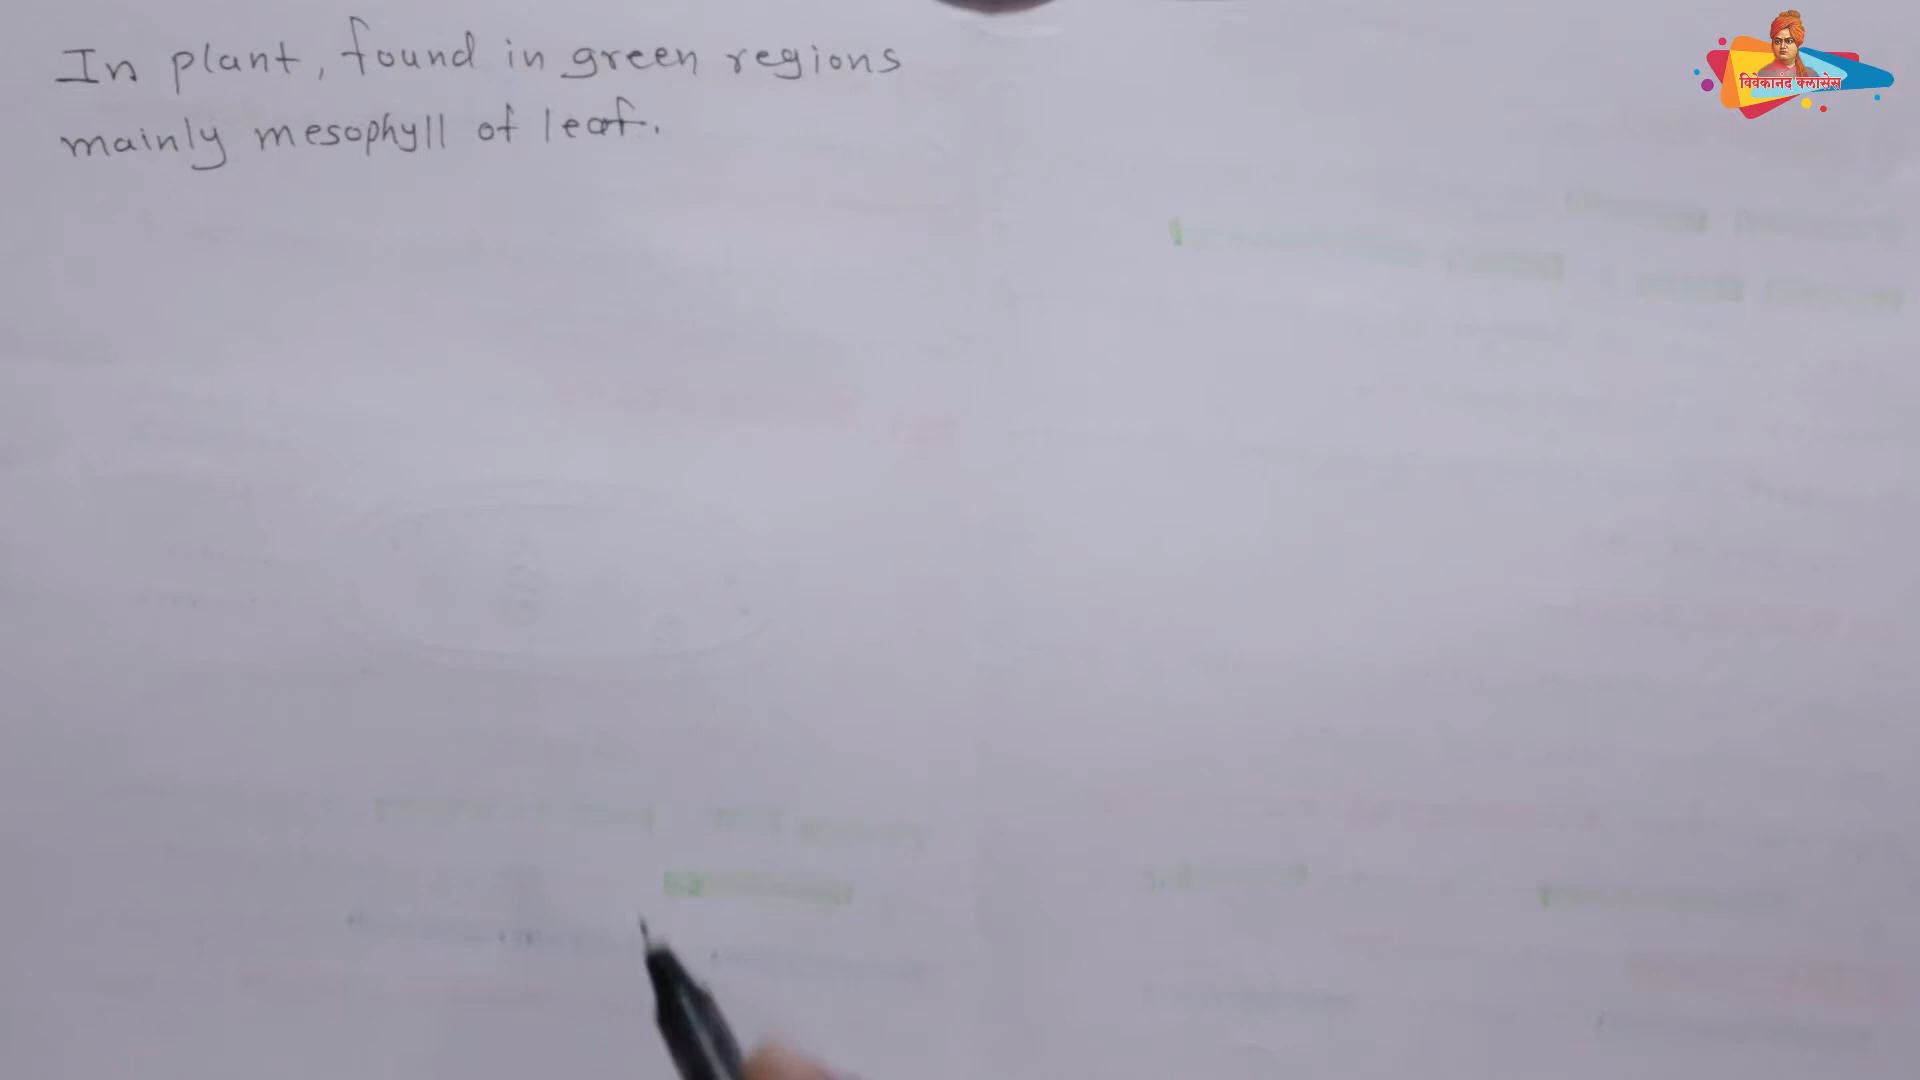 In plant, found in green regions
mainly mesophyll of leaf.
विवेकानंद क्लासेस